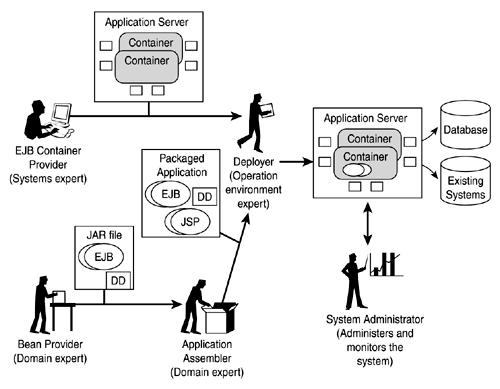 Application Server
Container
Container
EJB Container
Provider
(Systems expert)
Packaged
Application
EJB
DD
JSP
Deployer
(Operation
environment
expert)
Application Server
Container
Container
Database
Existing
Systems
JAR file
EJB
DD
Bean Provider
(Domain expert)
Application
Assembler
(Domain expert)
System Administrator
(Administers and
monitors the
system)